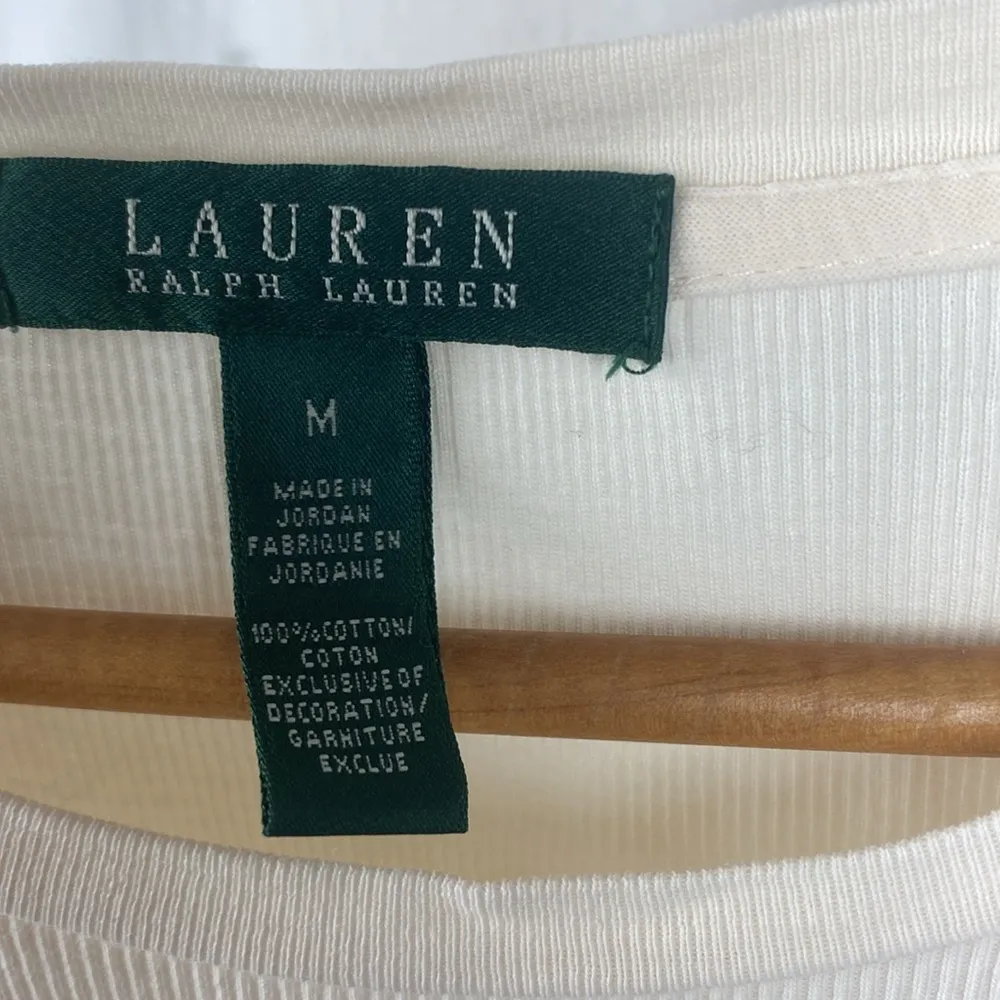 LAUREN
RALPH LAUREN
M
MADE IN
JORDAN
FABRIQUE EN
JORDANIE
100% COTTON/
COTON
EXCLUSIVE OF
DECORATION/
GARNITURE
EXCLUE